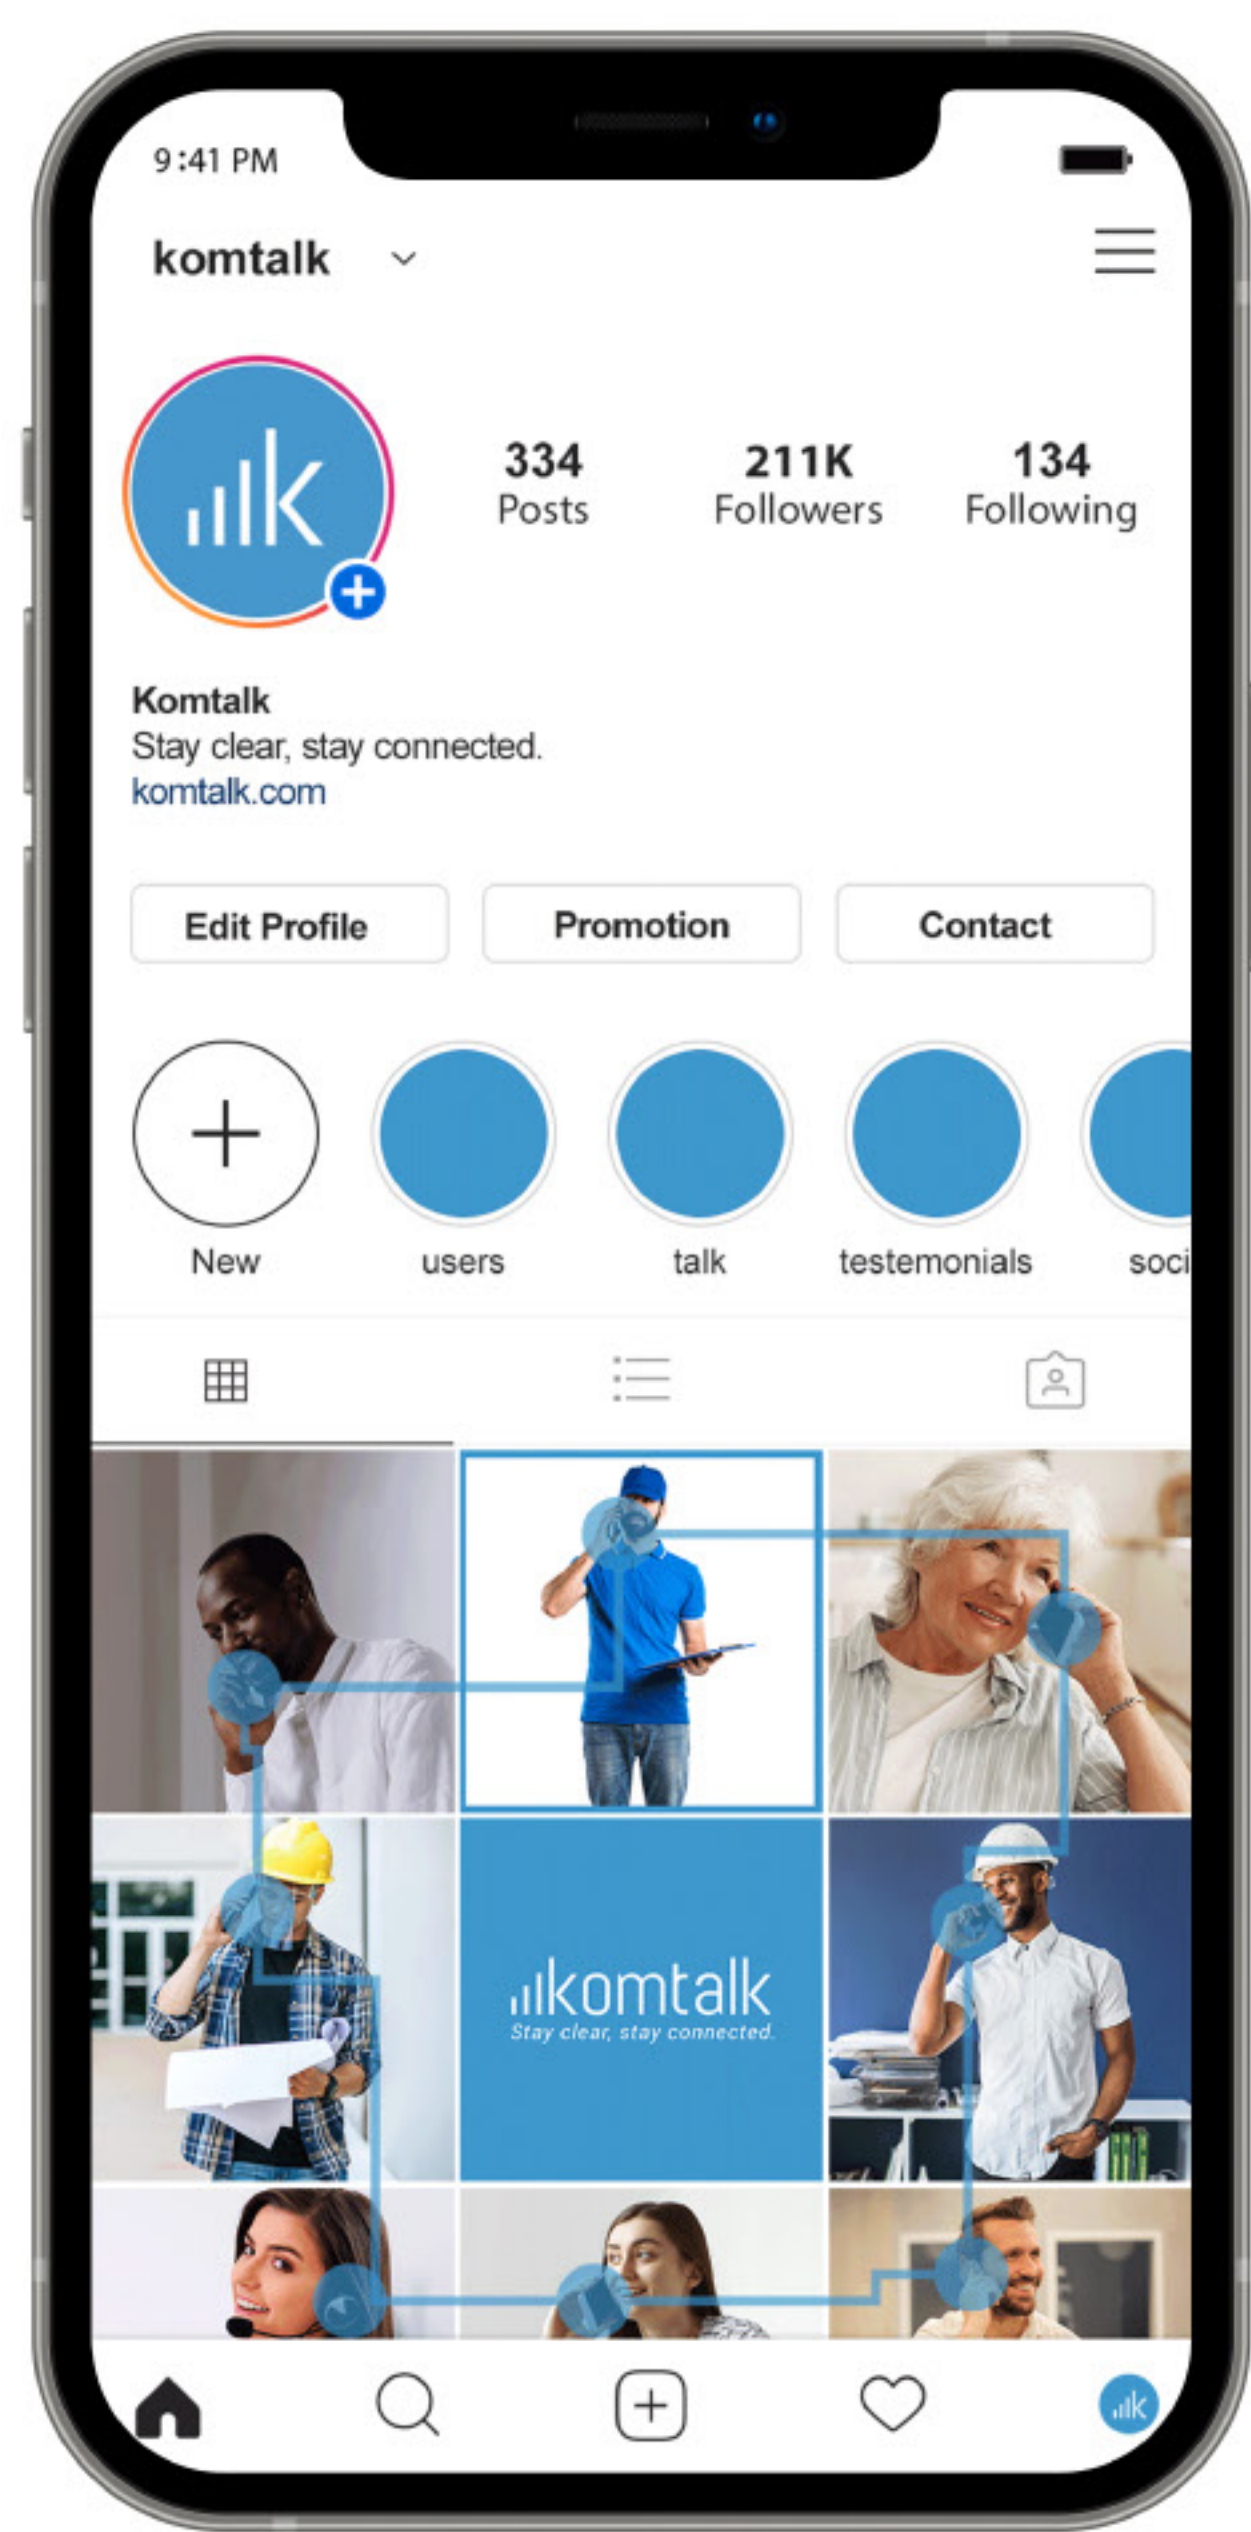 9:41 PM
komtalk
334 211K 134
Posts Followers Following
Komtalk
Stay clear, stay connected.
komtalk.com
Edit Profile Promotion Contact
New users talk testemonials soci
komtalk
Stay clear, stay connected.